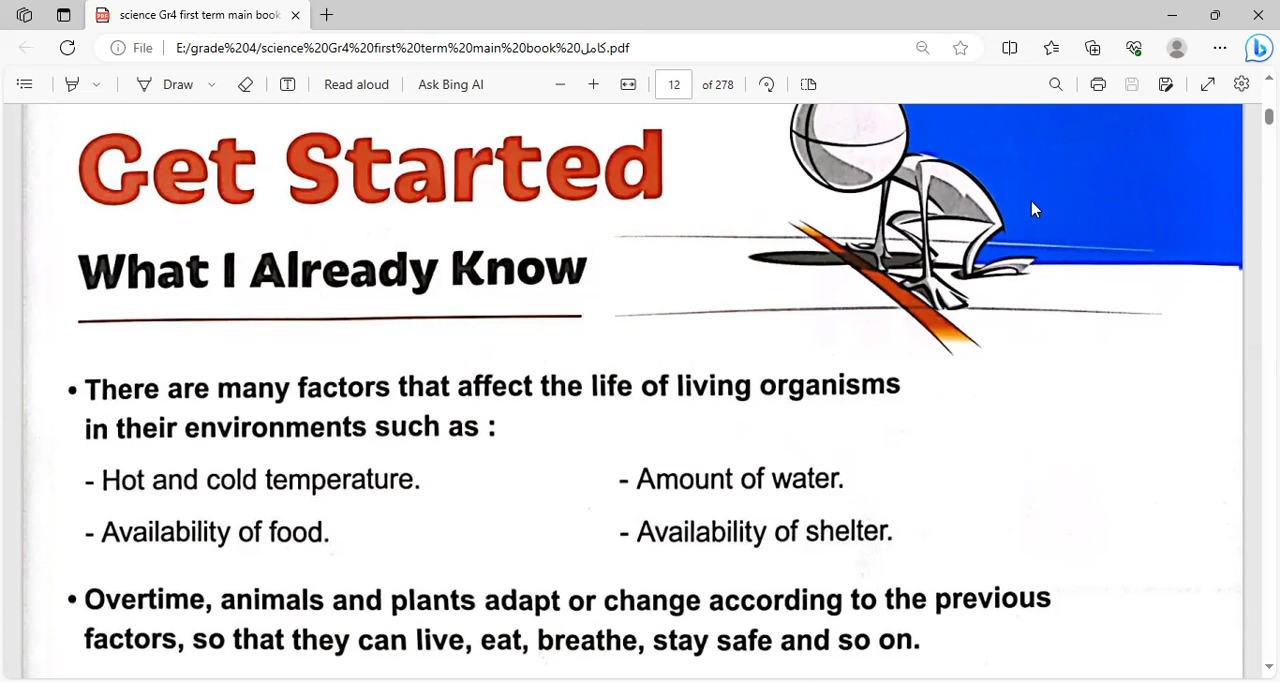 science Gr4 first term main book
File
E:/grade%204/science%20Gr4%20first%20term%20main%20book%20كامل.pdf
Draw
Read aloud
Ask Bing AI
12
of 278
Get Started
What I Already Know
• There are many factors that affect the life of living organisms
in their environments such as :
- Hot and cold temperature.
- Amount of water.
- Availability of food.
- Availability of shelter.
• Overtime, animals and plants adapt or change according to the previous
factors, so that they can live, eat, breathe, stay safe and so on.